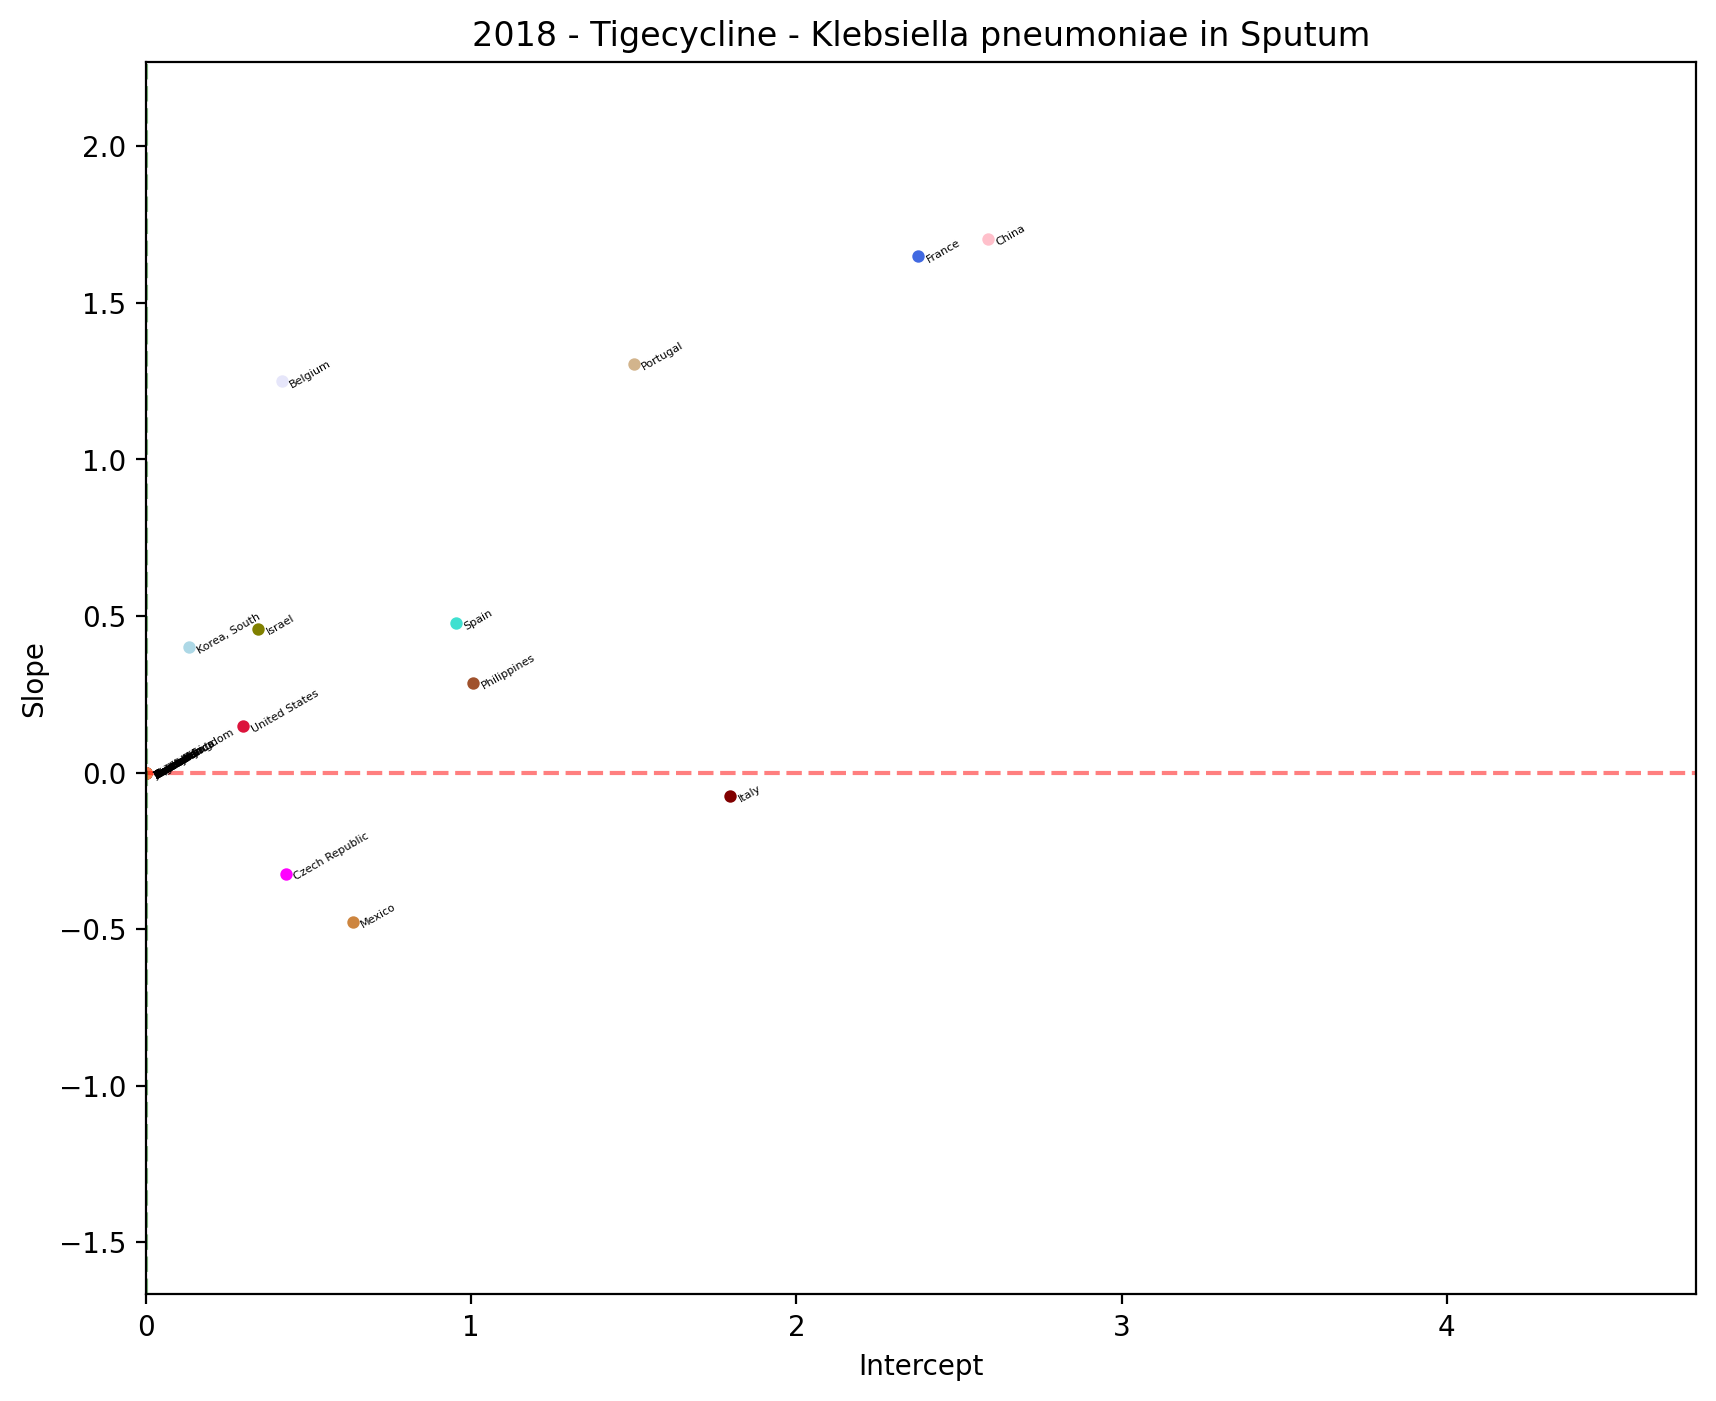 2018 - Tigecycline - Klebsiella pneumoniae in Sputum
2.0
1.5
1.0
0.5
0.0
−0.5
−1.0
−1.5
Slope
China
France
Portugal
Belgium
Korea, South
Israel
Spain
Philippines
United States
Italy
Czech Republic
Mexico
0
1
2
3
4
Intercept